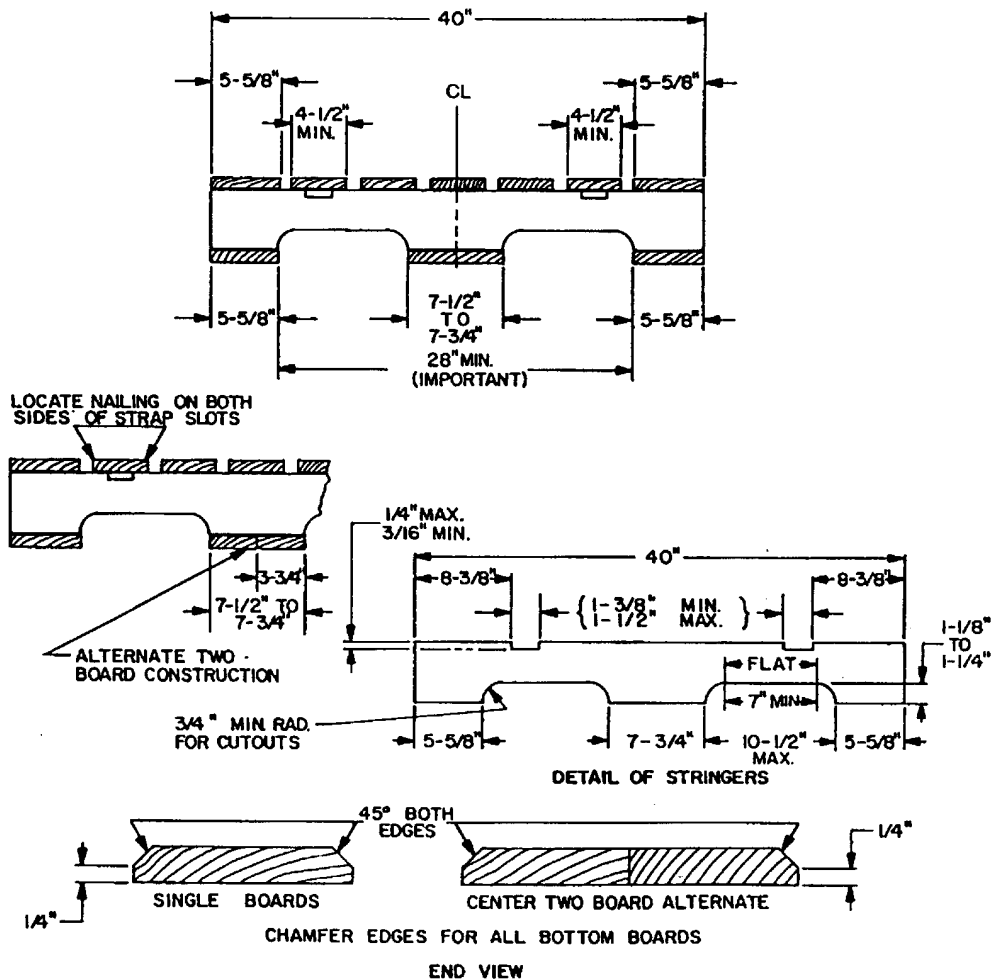 40"
5-5/8"
5-5/8"
CL
4-1/2"
MIN.
4-1/2"
MIN.
5-5/8"
7-1/2"
TO
7-3/4"
5-5/8"
28" MIN.
(IMPORTANT)
LOCATE NAILING ON BOTH
SIDES OF STRAP SLOTS
3-3/4"
7-1/2" TO
7-3/4"
ALTERNATE TWO-
BOARD CONSTRUCTION
1/4" MAX.
3/16" MIN.
40"
8-3/8"
8-3/8"
{1-3/8" MIN.
1-1/2" MAX.}
1-1/8"
TO
1-1/4"
FLAT
7" MIN
3/4" MIN. RAD.
FOR CUTOUTS
5-5/8"
7-3/4"
10-1/2"
MAX.
5-5/8"
DETAIL OF STRINGERS
45° BOTH
EDGES
1/4"
1/4"
SINGLE BOARDS
CENTER TWO BOARD ALTERNATE
CHAMFER EDGES FOR ALL BOTTOM BOARDS
END VIEW